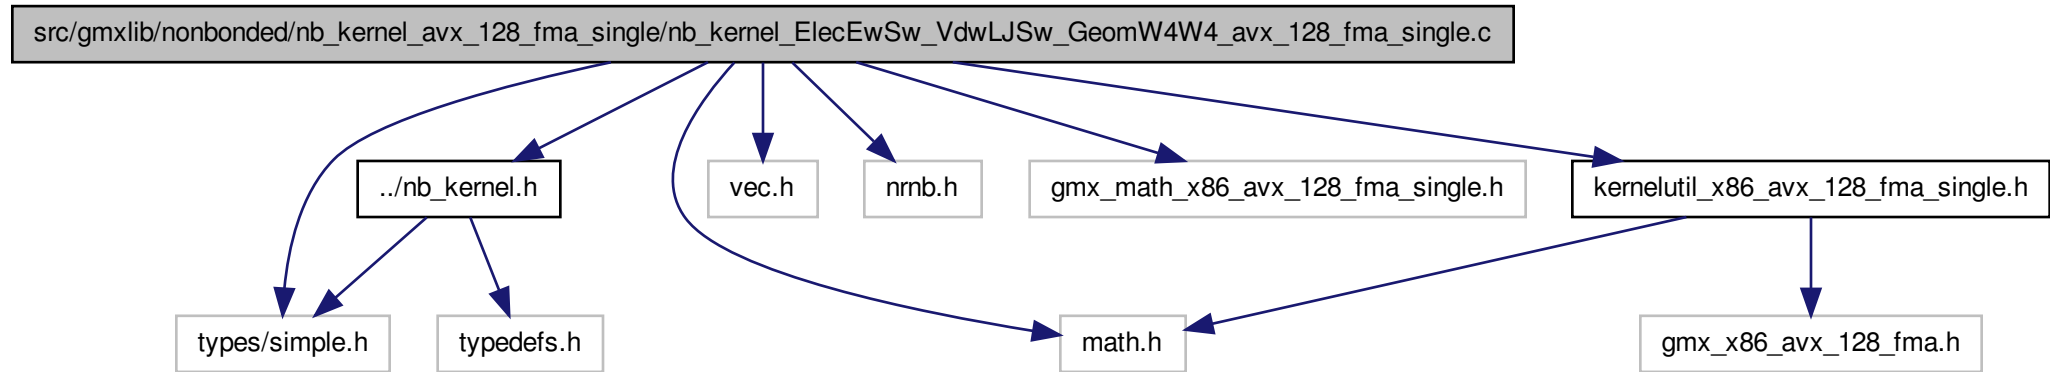 src/gmxlib/nonbonded/nb_kernel_avx_128_fma_single/nb_kernel_ElecEwSw_VdwLJSw_GeomW4W4_avx_128_fma_single.c
../nb_kernel.h
vec.h
nrnb.h
gmx_math_x86_avx_128_fma_single.h
kernelutil_x86_avx_128_fma_single.h
types/simple.h
typedefs.h
math.h
gmx_x86_avx_128_fma.h